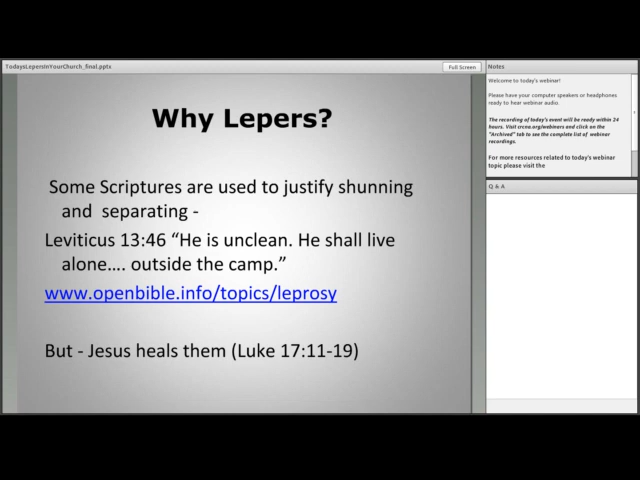 TodaysLepersInYourChurch_final.pptx
Full Screen
Why Lepers?
Some Scriptures are used to justify shunning
and separating -
Leviticus 13:46 “He is unclean. He shall live
alone…. outside the camp.”
www.openbible.info/topics/leprosy
But - Jesus heals them (Luke 17:11-19)
Notes
Welcome to today's webinar!
Please have your computer speakers or headphones
ready to hear webinar audio.
The recording of today's event will be ready within 24
hours. Visit crcna.org/webinars and click on the
"Archived" tab to see the complete list of webinar
recordings.
For more resources related to today's webinar
topic please visit the
Q & A